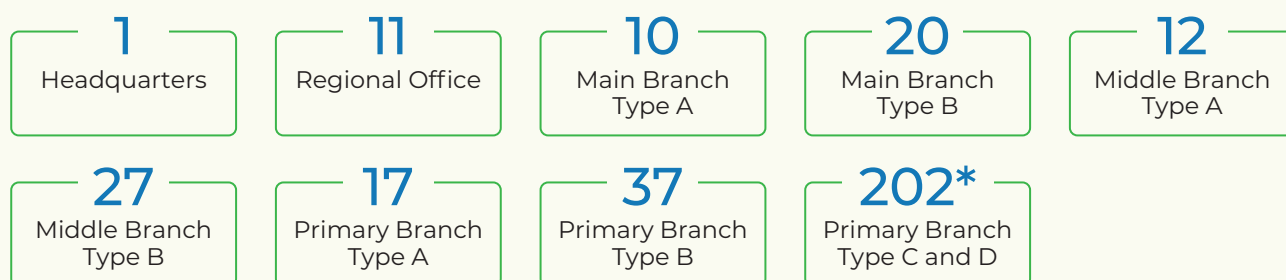 1
Headquarters
11
Regional Office
10
Main Branch
Type A
20
Main Branch
Type B
12
Middle Branch
Type A
27
Middle Branch
Type B
17
Primary Branch
Type A
37
Primary Branch
Type B
202*
Primary Branch
Type C and D